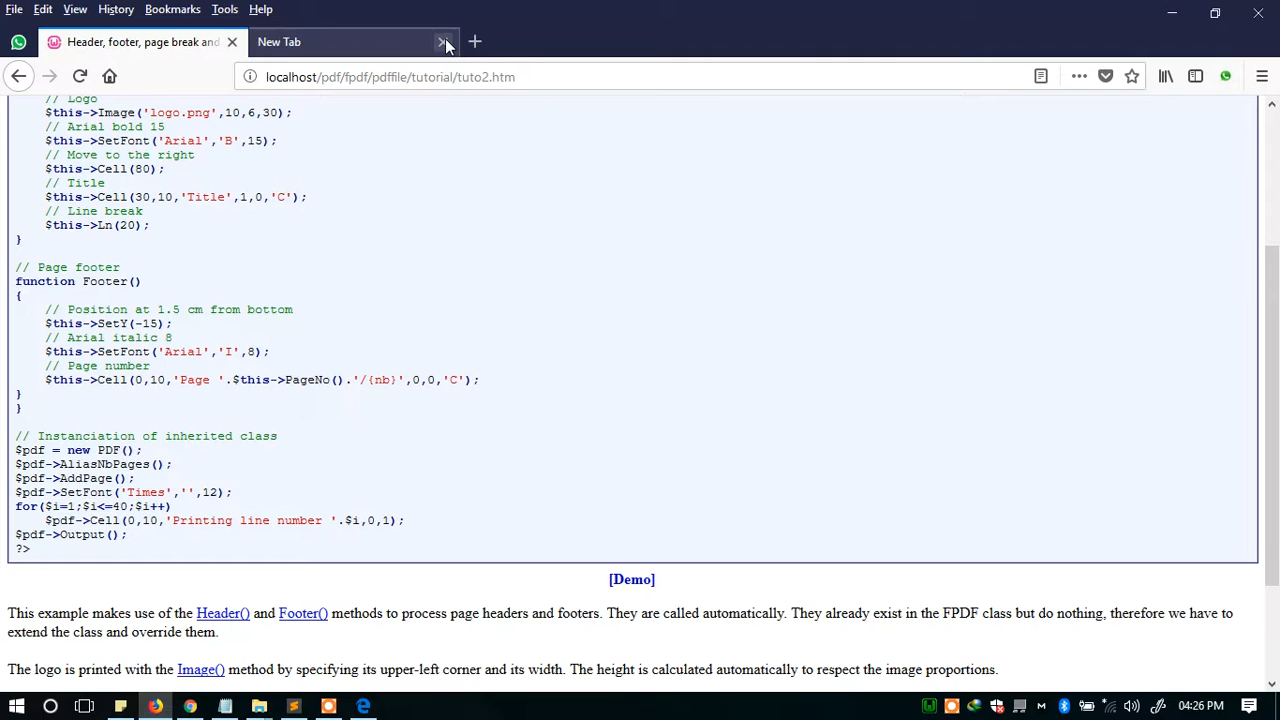 File Edit View History Bookmarks Tools Help
Header, footer, page break and
New Tab
localhost/pdf/fpdf/pdffile/tutorial/tuto2.htm
// Logo
$this->Image('logo.png',10,6,30);
// Arial bold 15
$this->SetFont('Arial','B',15);
// Move to the right
$this->Cell(80);
// Title
$this->Cell(30,10,'Title',1,0,'C');
// Line break
$this->Ln(20);
}
// Page footer
function Footer()
{
// Position at 1.5 cm from bottom
$this->SetY(-15);
// Arial italic 8
$this->SetFont('Arial','I',8);
// Page number
$this->Cell(0,10,'Page '.$this->PageNo().'/{nb}',0,0,'C');
}
}
// Instanciation of inherited class
$pdf = new PDF();
$pdf->AliasNbPages();
$pdf->AddPage();
$pdf->SetFont('Times','',12);
for($i=1;$i<=40;$i++)
$pdf->Cell(0,10,'Printing line number '.$i,0,1);
$pdf->Output();
?>
[Demo]
This example makes use of the Header() and Footer() methods to process page headers and footers. They are called automatically. They already exist in the FPDF class but do nothing, therefore we have to
extend the class and override them.
The logo is printed with the Image() method by specifying its upper-left corner and its width. The height is calculated automatically to respect the image proportions.
04:26 PM